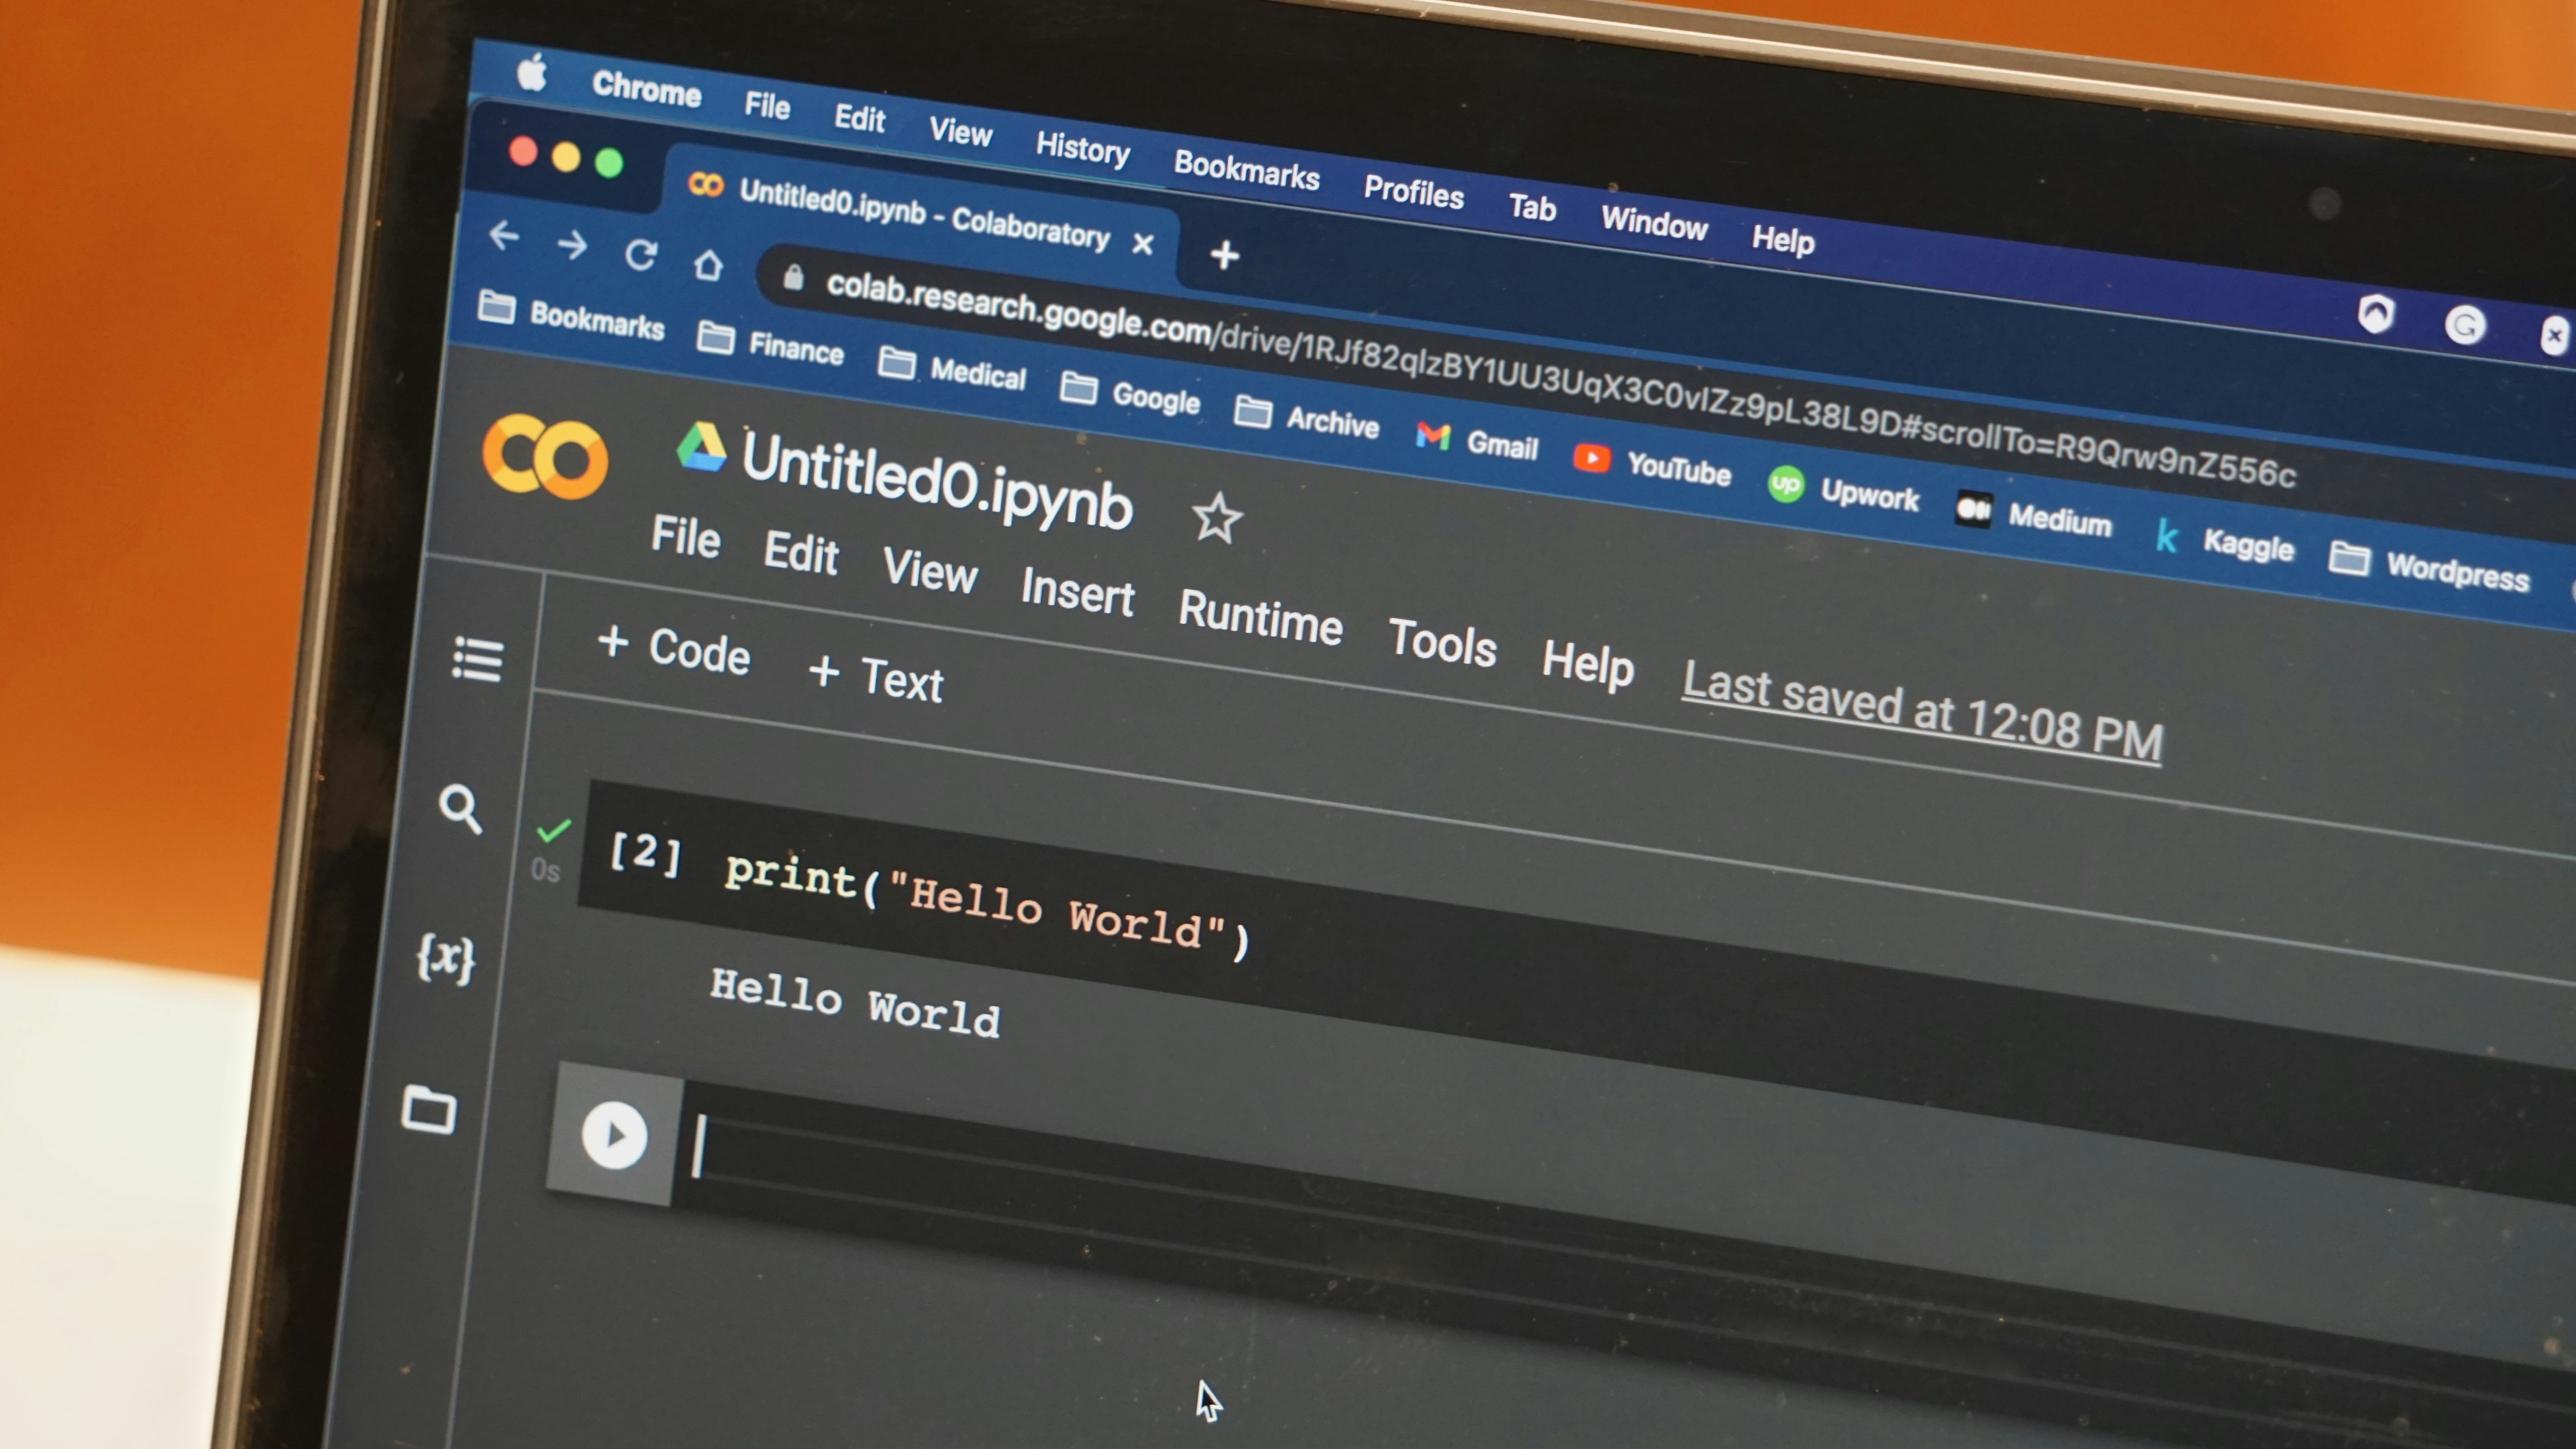 Chrome File Edit View History Bookmarks Profiles Tab Window Help
Untitled0.ipynb - Colaboratory
colab.research.google.com/drive/1RJf82qlzBY1UU3UqX3C0vlZz9pL38L9D#scrollTo=R9Qrw9nZ556c
Bookmarks Finance Medical Google Archive Gmail YouTube Upwork Medium Kaggle Wordpress
Untitled0.ipynb
File Edit View Insert Runtime Tools Help Last saved at 12:08 PM
+ Code + Text
[2] print("Hello World")
0s
Hello World
{x}